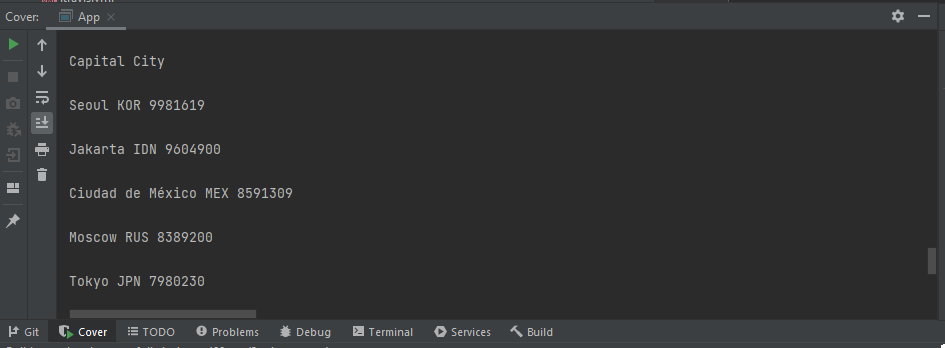 Cover:
App
Capital City
Seoul KOR 9981619
Jakarta IDN 9604900
Ciudad de México MEX 8591309
Moscow RUS 8389200
Tokyo JPN 7980230
Git
Cover
TODO
Problems
Debug
Terminal
Services
Build